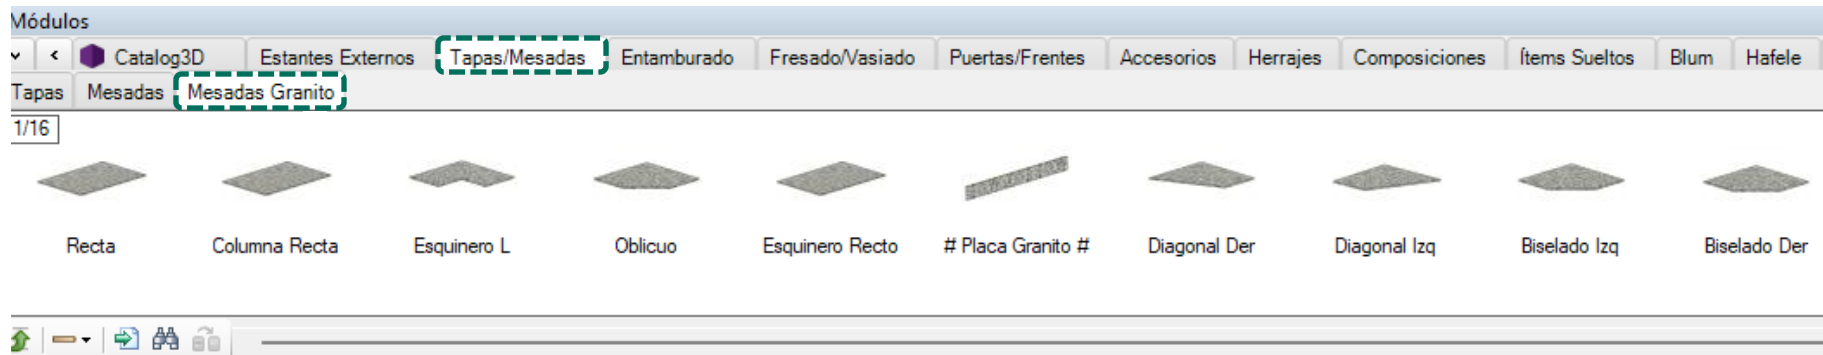 Módulos
Catalog3D Estantes Externos Tapas/Mesadas Entamburado Fresado/Vasiado Puertas/Frentes Accesorios Herrajes Composiciones Ítems Sueltos Blum Hafele
Tapas Mesadas Mesadas Granito
1/16
Recta Columna Recta Esquinero L Oblicuo Esquinero Recto # Placa Granito # Diagonal Der Diagonal Izq Biselado Izq Biselado Der